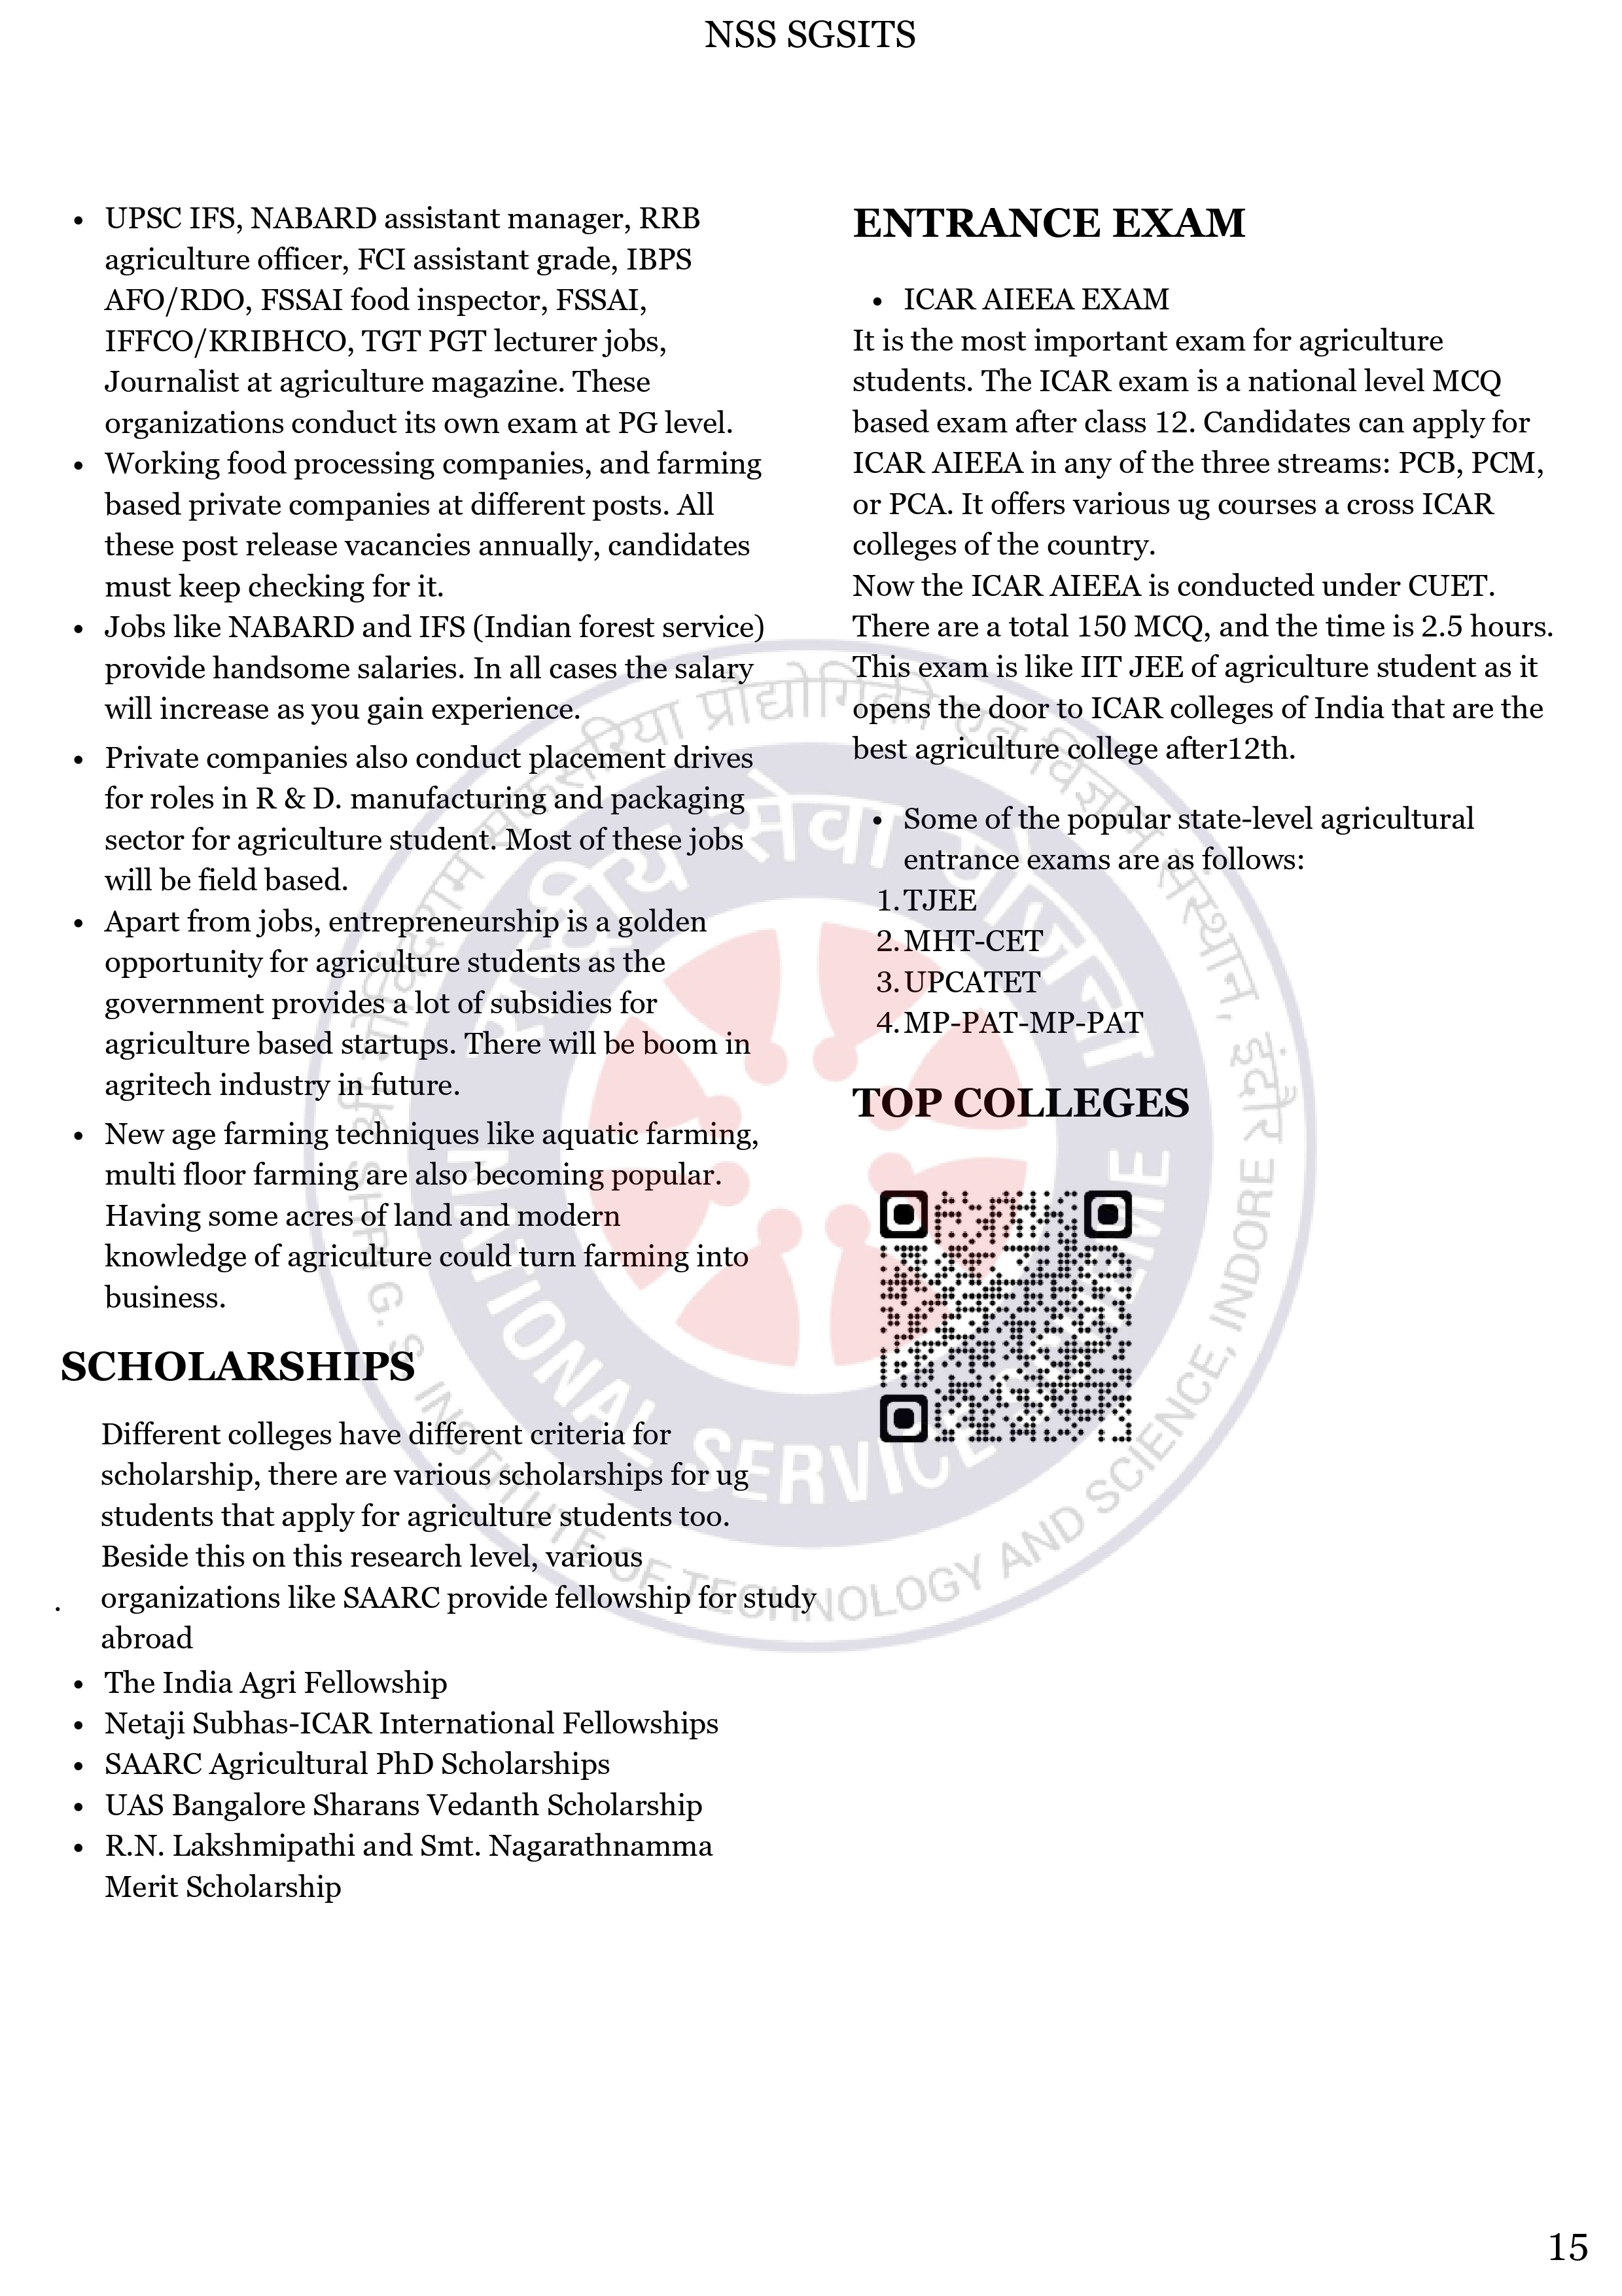 NSS SGSITS
• UPSC IFS, NABARD assistant manager, RRB
agriculture officer, FCI assistant grade, IBPS
AFO/RDO, FSSAI food inspector, FSSAI,
IFFCO/KRIBHCO, TGT PGT lecturer jobs,
Journalist at agriculture magazine. These
organizations conduct its own exam at PG level.
• Working food processing companies, and farming
based private companies at different posts. All
these post release vacancies annually, candidates
must keep checking for it.
• Jobs like NABARD and IFS (Indian forest service)
provide handsome salaries. In all cases the salary
will increase as you gain experience.
• Private companies also conduct placement drives
for roles in R & D. manufacturing and packaging
sector for agriculture student. Most of these jobs
will be field based.
• Apart from jobs, entrepreneurship is a golden
opportunity for agriculture students as the
government provides a lot of subsidies for
agriculture based startups. There will be boom in
agritech industry in future.
• New age farming techniques like aquatic farming,
multi floor farming are also becoming popular.
Having some acres of land and modern
knowledge of agriculture could turn farming into
business.
SCHOLARSHIPS
Different colleges have different criteria for
scholarship, there are various scholarships for ug
students that apply for agriculture students too.
Beside this on this research level, various
. organizations like SAARC provide fellowship for study
abroad
• The India Agri Fellowship
• Netaji Subhas-ICAR International Fellowships
• SAARC Agricultural PhD Scholarships
• UAS Bangalore Sharans Vedanth Scholarship
• R.N. Lakshmipathi and Smt. Nagarathnamma
Merit Scholarship
ENTRANCE EXAM
• ICAR AIEEA EXAM
It is the most important exam for agriculture
students. The ICAR exam is a national level MCQ
based exam after class 12. Candidates can apply for
ICAR AIEEA in any of the three streams: PCB, PCM,
or PCA. It offers various ug courses a cross ICAR
colleges of the country.
Now the ICAR AIEEA is conducted under CUET.
There are a total 150 MCQ, and the time is 2.5 hours.
This exam is like IIT JEE of agriculture student as it
opens the door to ICAR colleges of India that are the
best agriculture college after12th.
• Some of the popular state-level agricultural
entrance exams are as follows:
1. TJEE
2. MHT-CET
3. UPCATET
4. MP-PAT-MP-PAT
TOP COLLEGES
श्री गोविंदराम सेकसरिया प्रौद्योगिकी एवं विज्ञान संस्थान, इंदौर
राष्ट्रीय सेवा योजना
NATIONAL SERVICE SCHEME
SHRI G. S. INSTITUTE OF TECHNOLOGY AND SCIENCE, INDORE
15